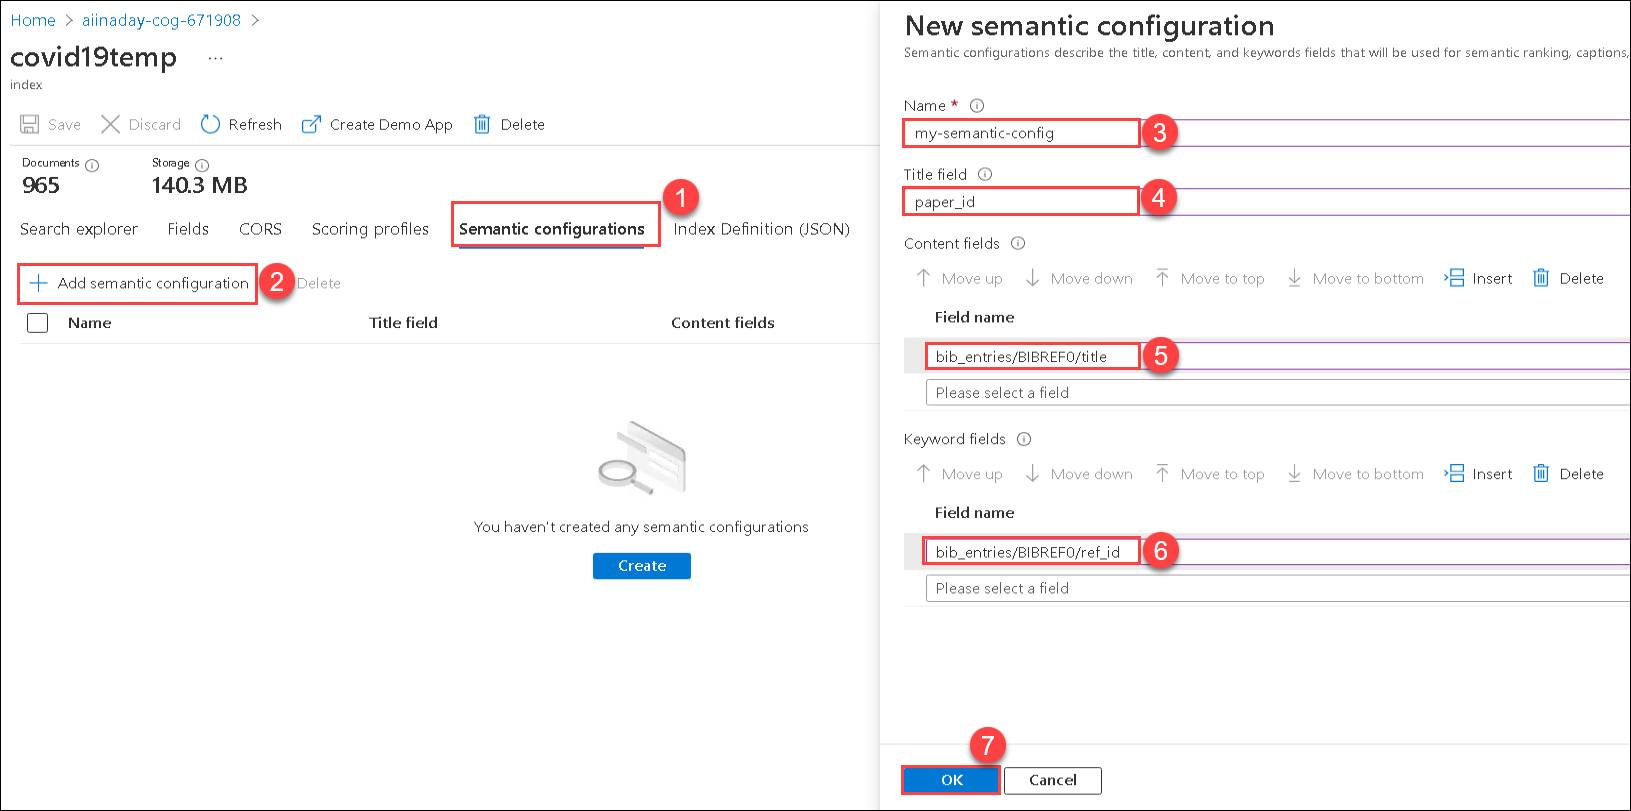 Home > aiinaday-cog-671908 >
covid19temp ...
index
Save Discard Refresh Create Demo App Delete
Documents Storage
965 140.3 MB
1
Search explorer Fields CORS Scoring profiles Semantic configurations Index Definition (JSON)
Add semantic configuration 2 Delete
Name Title field Content fields
You haven't created any semantic configurations
Create
New semantic configuration
Semantic configurations describe the title, content, and keywords fields that will be used for semantic ranking, captions,
Name *
my-semantic-config 3
Title field
paper_id 4
Content fields
Move up Move down Move to top Move to bottom Insert Delete
Field name
bib_entries/BIBREF0/title 5
Please select a field
Keyword fields
Move up Move down Move to top Move to bottom Insert Delete
Field name
bib_entries/BIBREF0/ref_id 6
Please select a field
7
OK Cancel